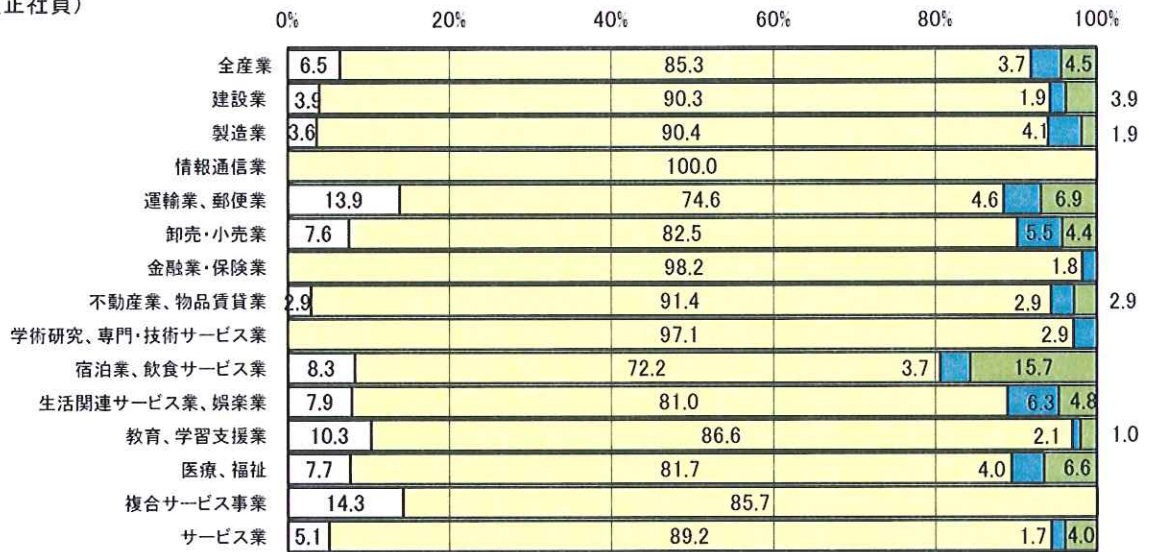 正社員）
0% 20% 40% 60% 80% 100%
全産業 6.5 85.3 3.7 4.5
建設業 3.9 90.3 1.9 3.9
製造業 3.6 90.4 4.1 1.9
情報通信業 100.0
運輸業、郵便業 13.9 74.6 4.6 6.9
卸売・小売業 7.6 82.5 5.5 4.4
金融業・保険業 98.2 1.8
不動産業、物品賃貸業 2.9 91.4 2.9 2.9
学術研究、専門・技術サービス業 97.1 2.9
宿泊業、飲食サービス業 8.3 72.2 3.7 15.7
生活関連サービス業、娯楽業 7.9 81.0 6.3 4.8
教育、学習支援業 10.3 86.6 2.1 1.0
医療、福祉 7.7 81.7 4.0 6.6
複合サービス事業 14.3 85.7
サービス業 5.1 89.2 1.7 4.0